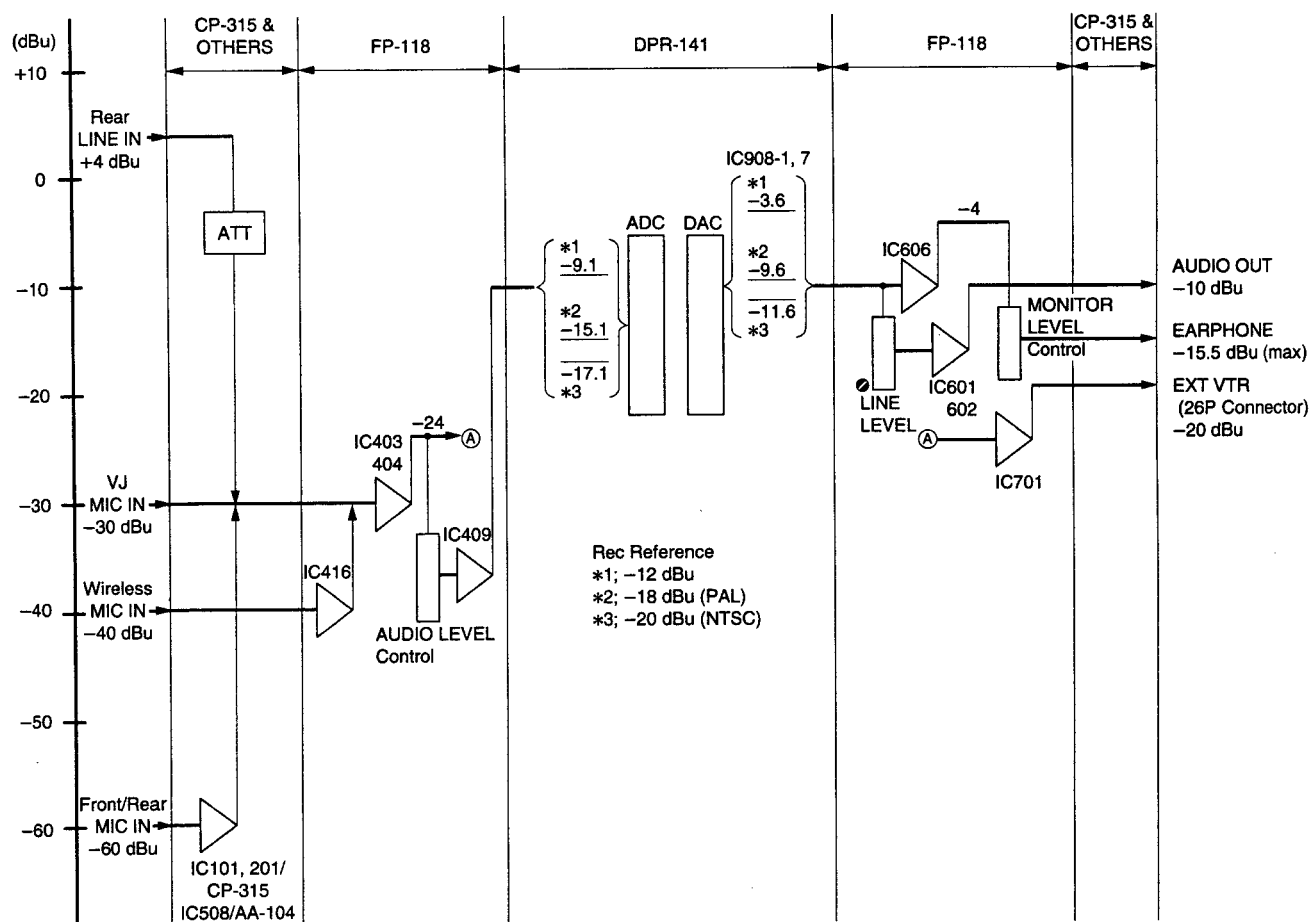 (dBu)
CP-315 &
OTHERS
FP-118
DPR-141
FP-118
CP-315 &
OTHERS
+10
0
−10
−20
−30
−40
−50
−60
Rear
LINE IN
+4 dBu
ATT
VJ
MIC IN
−30 dBu
Wireless
MIC IN
−40 dBu
Front/Rear
MIC IN
−60 dBu
IC101, 201/
CP-315
IC508/AA-104
IC416
IC403
404
−24
A
IC409
AUDIO LEVEL
Control
*1
−9.1
*2
−15.1
−17.1
*3
ADC
DAC
IC908-1, 7
*1
−3.6
*2
−9.6
−11.6
*3
Rec Reference
*1; −12 dBu
*2; −18 dBu (PAL)
*3; −20 dBu (NTSC)
IC606
−4
LINE
LEVEL
IC601
602
A
IC701
MONITOR
LEVEL
Control
AUDIO OUT
−10 dBu
EARPHONE
−15.5 dBu (max)
EXT VTR
(26P Connector)
−20 dBu